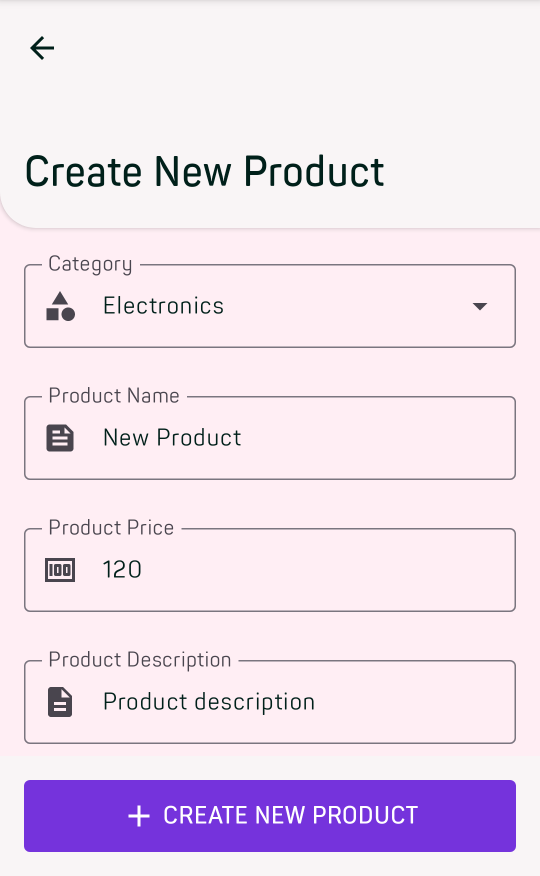 Create New Product
Category
Electronics
Product Name
New Product
Product Price
100
120
Product Description
Product description
CREATE NEW PRODUCT